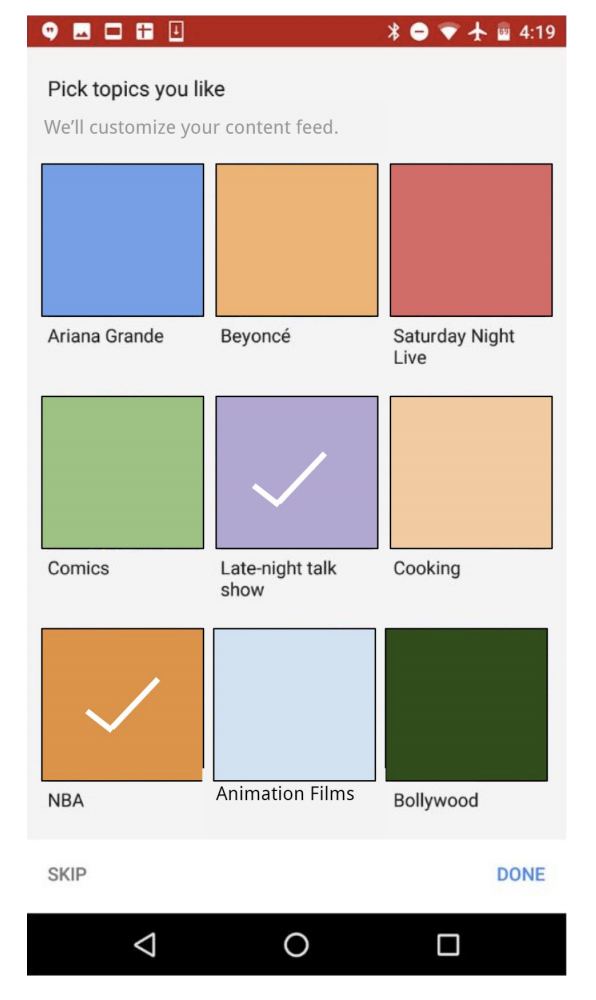 4:19
Pick topics you like
We'll customize your content feed.
Ariana Grande
Beyoncé
Saturday Night
Live
Comics
Late-night talk
show
Cooking
NBA
Animation Films
Bollywood
SKIP
DONE